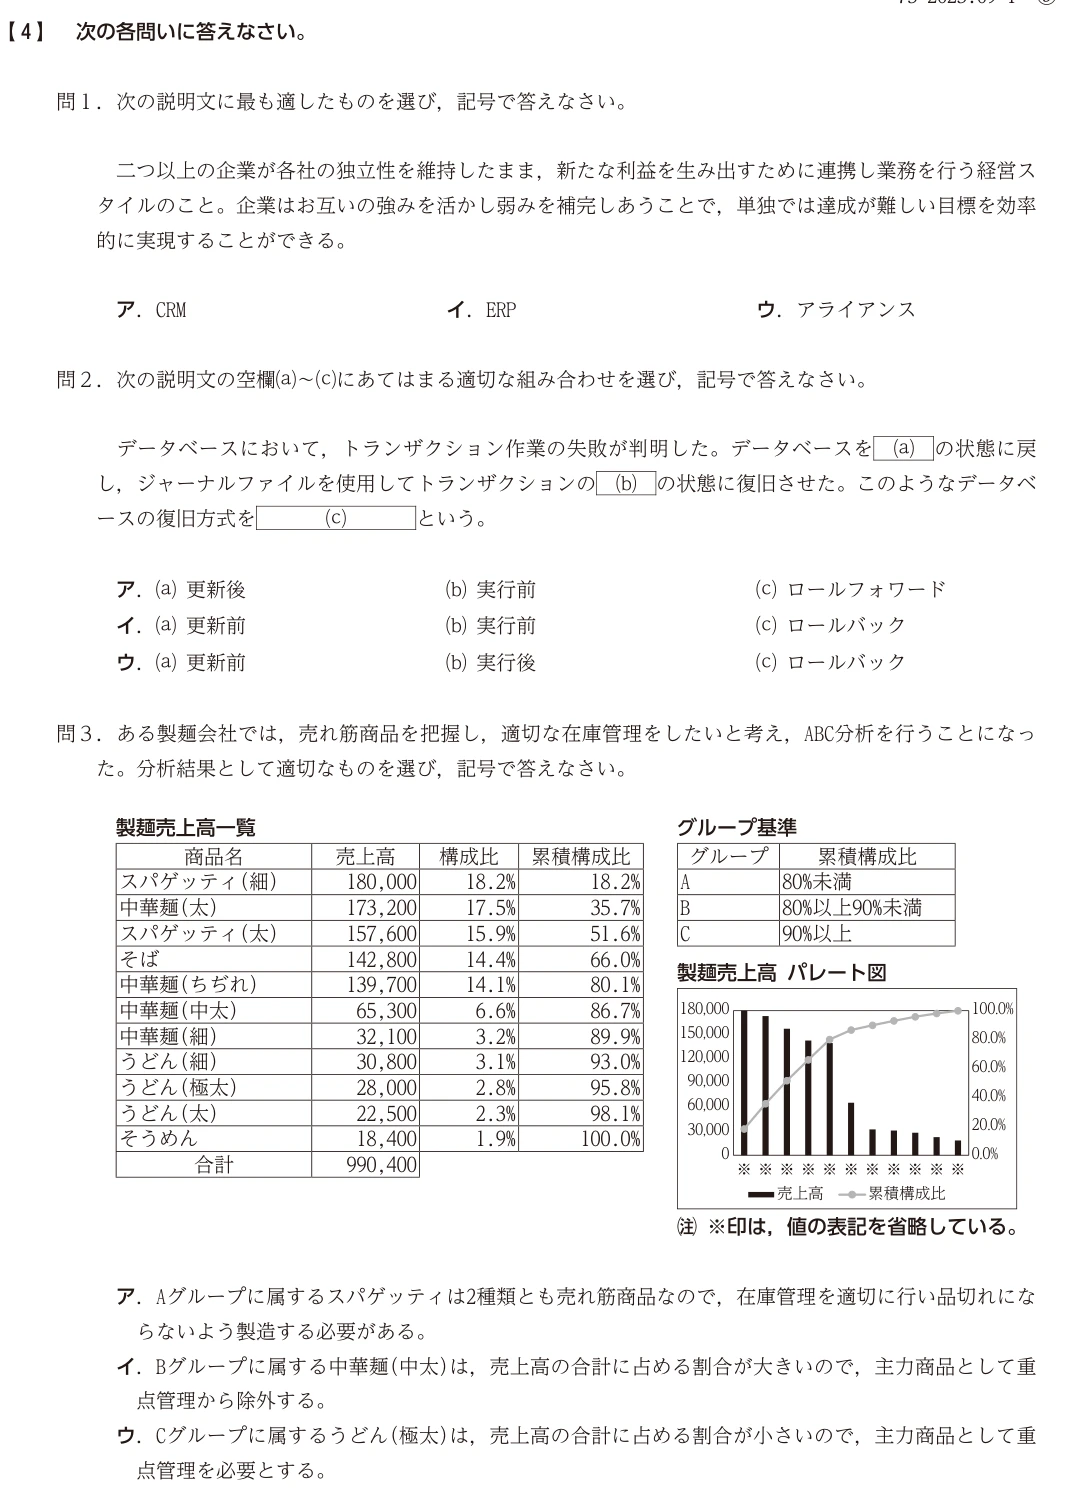 【4】 次の各問いに答えなさい。
問1．次の説明文に最も適したものを選び，記号で答えなさい。
二つ以上の企業が各社の独立性を維持したまま，新たな利益を生み出すために連携し業務を行う経営ス
タイルのこと。企業はお互いの強みを活かし弱みを補完しあうことで，単独では達成が難しい目標を効率
的に実現することができる。
ア．CRM イ．ERP ウ．アライアンス
問2．次の説明文の空欄(a)～(c)にあてはまる適切な組み合わせを選び，記号で答えなさい。
データベースにおいて，トランザクション作業の失敗が判明した。データベースを (a) の状態に戻
し，ジャーナルファイルを使用してトランザクションの (b) の状態に復旧させた。このようなデータベ
ースの復旧方式を (c) という。
ア．(a) 更新後 (b) 実行前 (c) ロールフォワード
イ．(a) 更新前 (b) 実行前 (c) ロールバック
ウ．(a) 更新前 (b) 実行後 (c) ロールバック
問3．ある製麺会社では，売れ筋商品を把握し，適切な在庫管理をしたいと考え，ABC分析を行うことになっ
た。分析結果として適切なものを選び，記号で答えなさい。
製麺売上高一覧
商品名 売上高 構成比 累積構成比
スパゲッティ(細) 180,000 18.2% 18.2%
中華麺(太) 173,200 17.5% 35.7%
スパゲッティ(太) 157,600 15.9% 51.6%
そば 142,800 14.4% 66.0%
中華麺(ちぢれ) 139,700 14.1% 80.1%
中華麺(中太) 65,300 6.6% 86.7%
中華麺(細) 32,100 3.2% 89.9%
うどん(細) 30,800 3.1% 93.0%
うどん(極太) 28,000 2.8% 95.8%
うどん(太) 22,500 2.3% 98.1%
そうめん 18,400 1.9% 100.0%
合計 990,400
グループ基準
グループ 累積構成比
A 80%未満
B 80%以上90%未満
C 90%以上
製麺売上高 パレート図
180,000 100.0%
150,000 80.0%
120,000 60.0%
90,000 40.0%
60,000 20.0%
30,000 0.0%
0
※ ※ ※ ※ ※ ※ ※ ※ ※ ※ ※
売上高 累積構成比
㊟ ※印は，値の表記を省略している。
ア．Aグループに属するスパゲッティは2種類とも売れ筋商品なので，在庫管理を適切に行い品切れにな
らないよう製造する必要がある。
イ．Bグループに属する中華麺(中太)は，売上高の合計に占める割合が大きいので，主力商品として重
点管理から除外する。
ウ．Cグループに属するうどん(極太)は，売上高の合計に占める割合が小さいので，主力商品として重
点管理を必要とする。